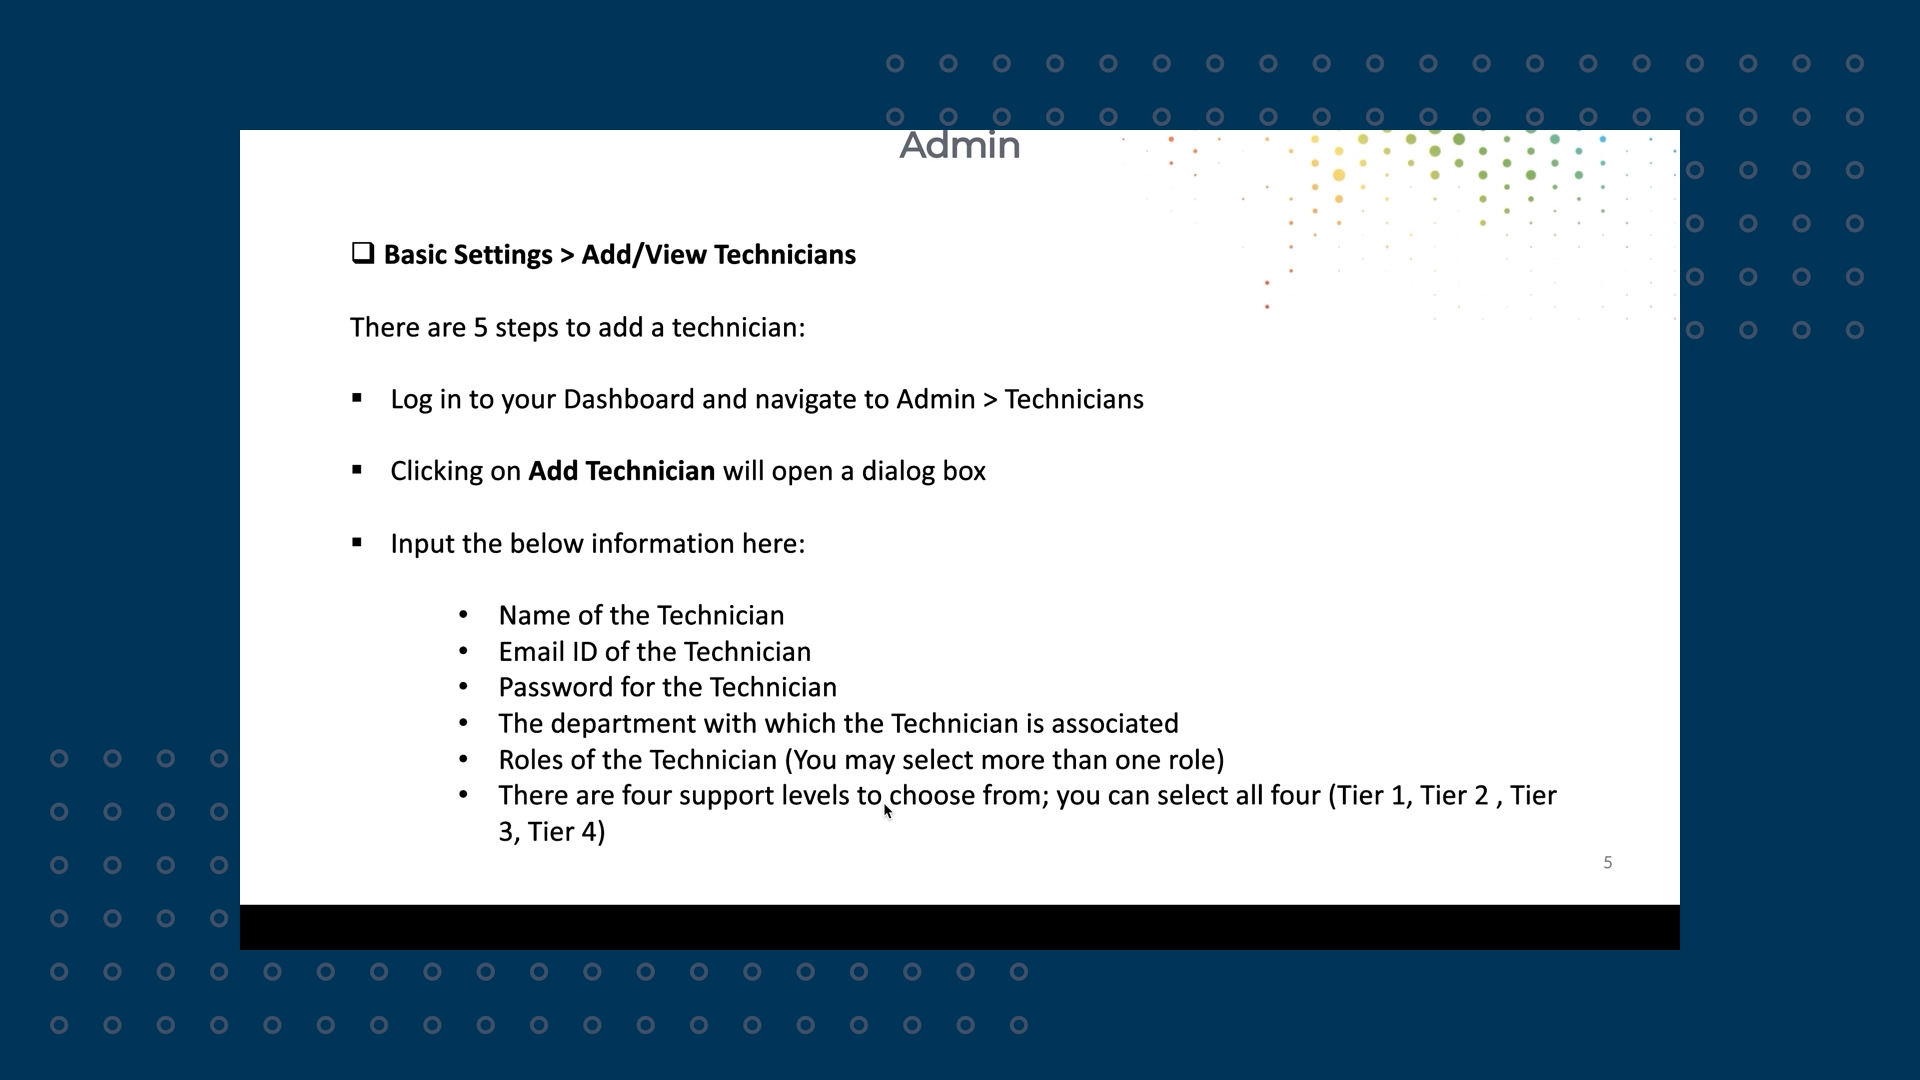 Admin
Basic Settings > Add/View Technicians
There are 5 steps to add a technician:
▪ Log in to your Dashboard and navigate to Admin > Technicians
▪ Clicking on Add Technician will open a dialog box
▪ Input the below information here:
• Name of the Technician
• Email ID of the Technician
• Password for the Technician
• The department with which the Technician is associated
• Roles of the Technician (You may select more than one role)
• There are four support levels to choose from; you can select all four (Tier 1, Tier 2 , Tier
3, Tier 4)
5